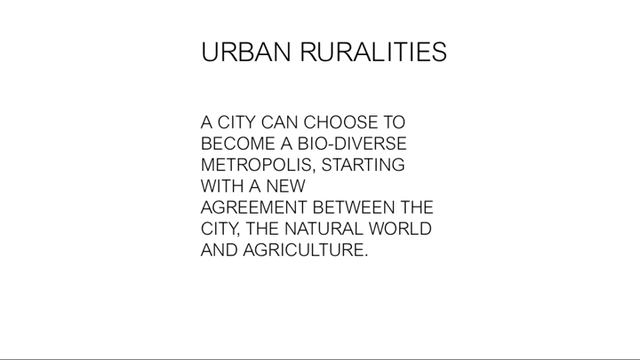 URBAN RURALITIES
A CITY CAN CHOOSE TO
BECOME A BIO-DIVERSE
METROPOLIS, STARTING
WITH A NEW
AGREEMENT BETWEEN THE
CITY, THE NATURAL WORLD
AND AGRICULTURE.